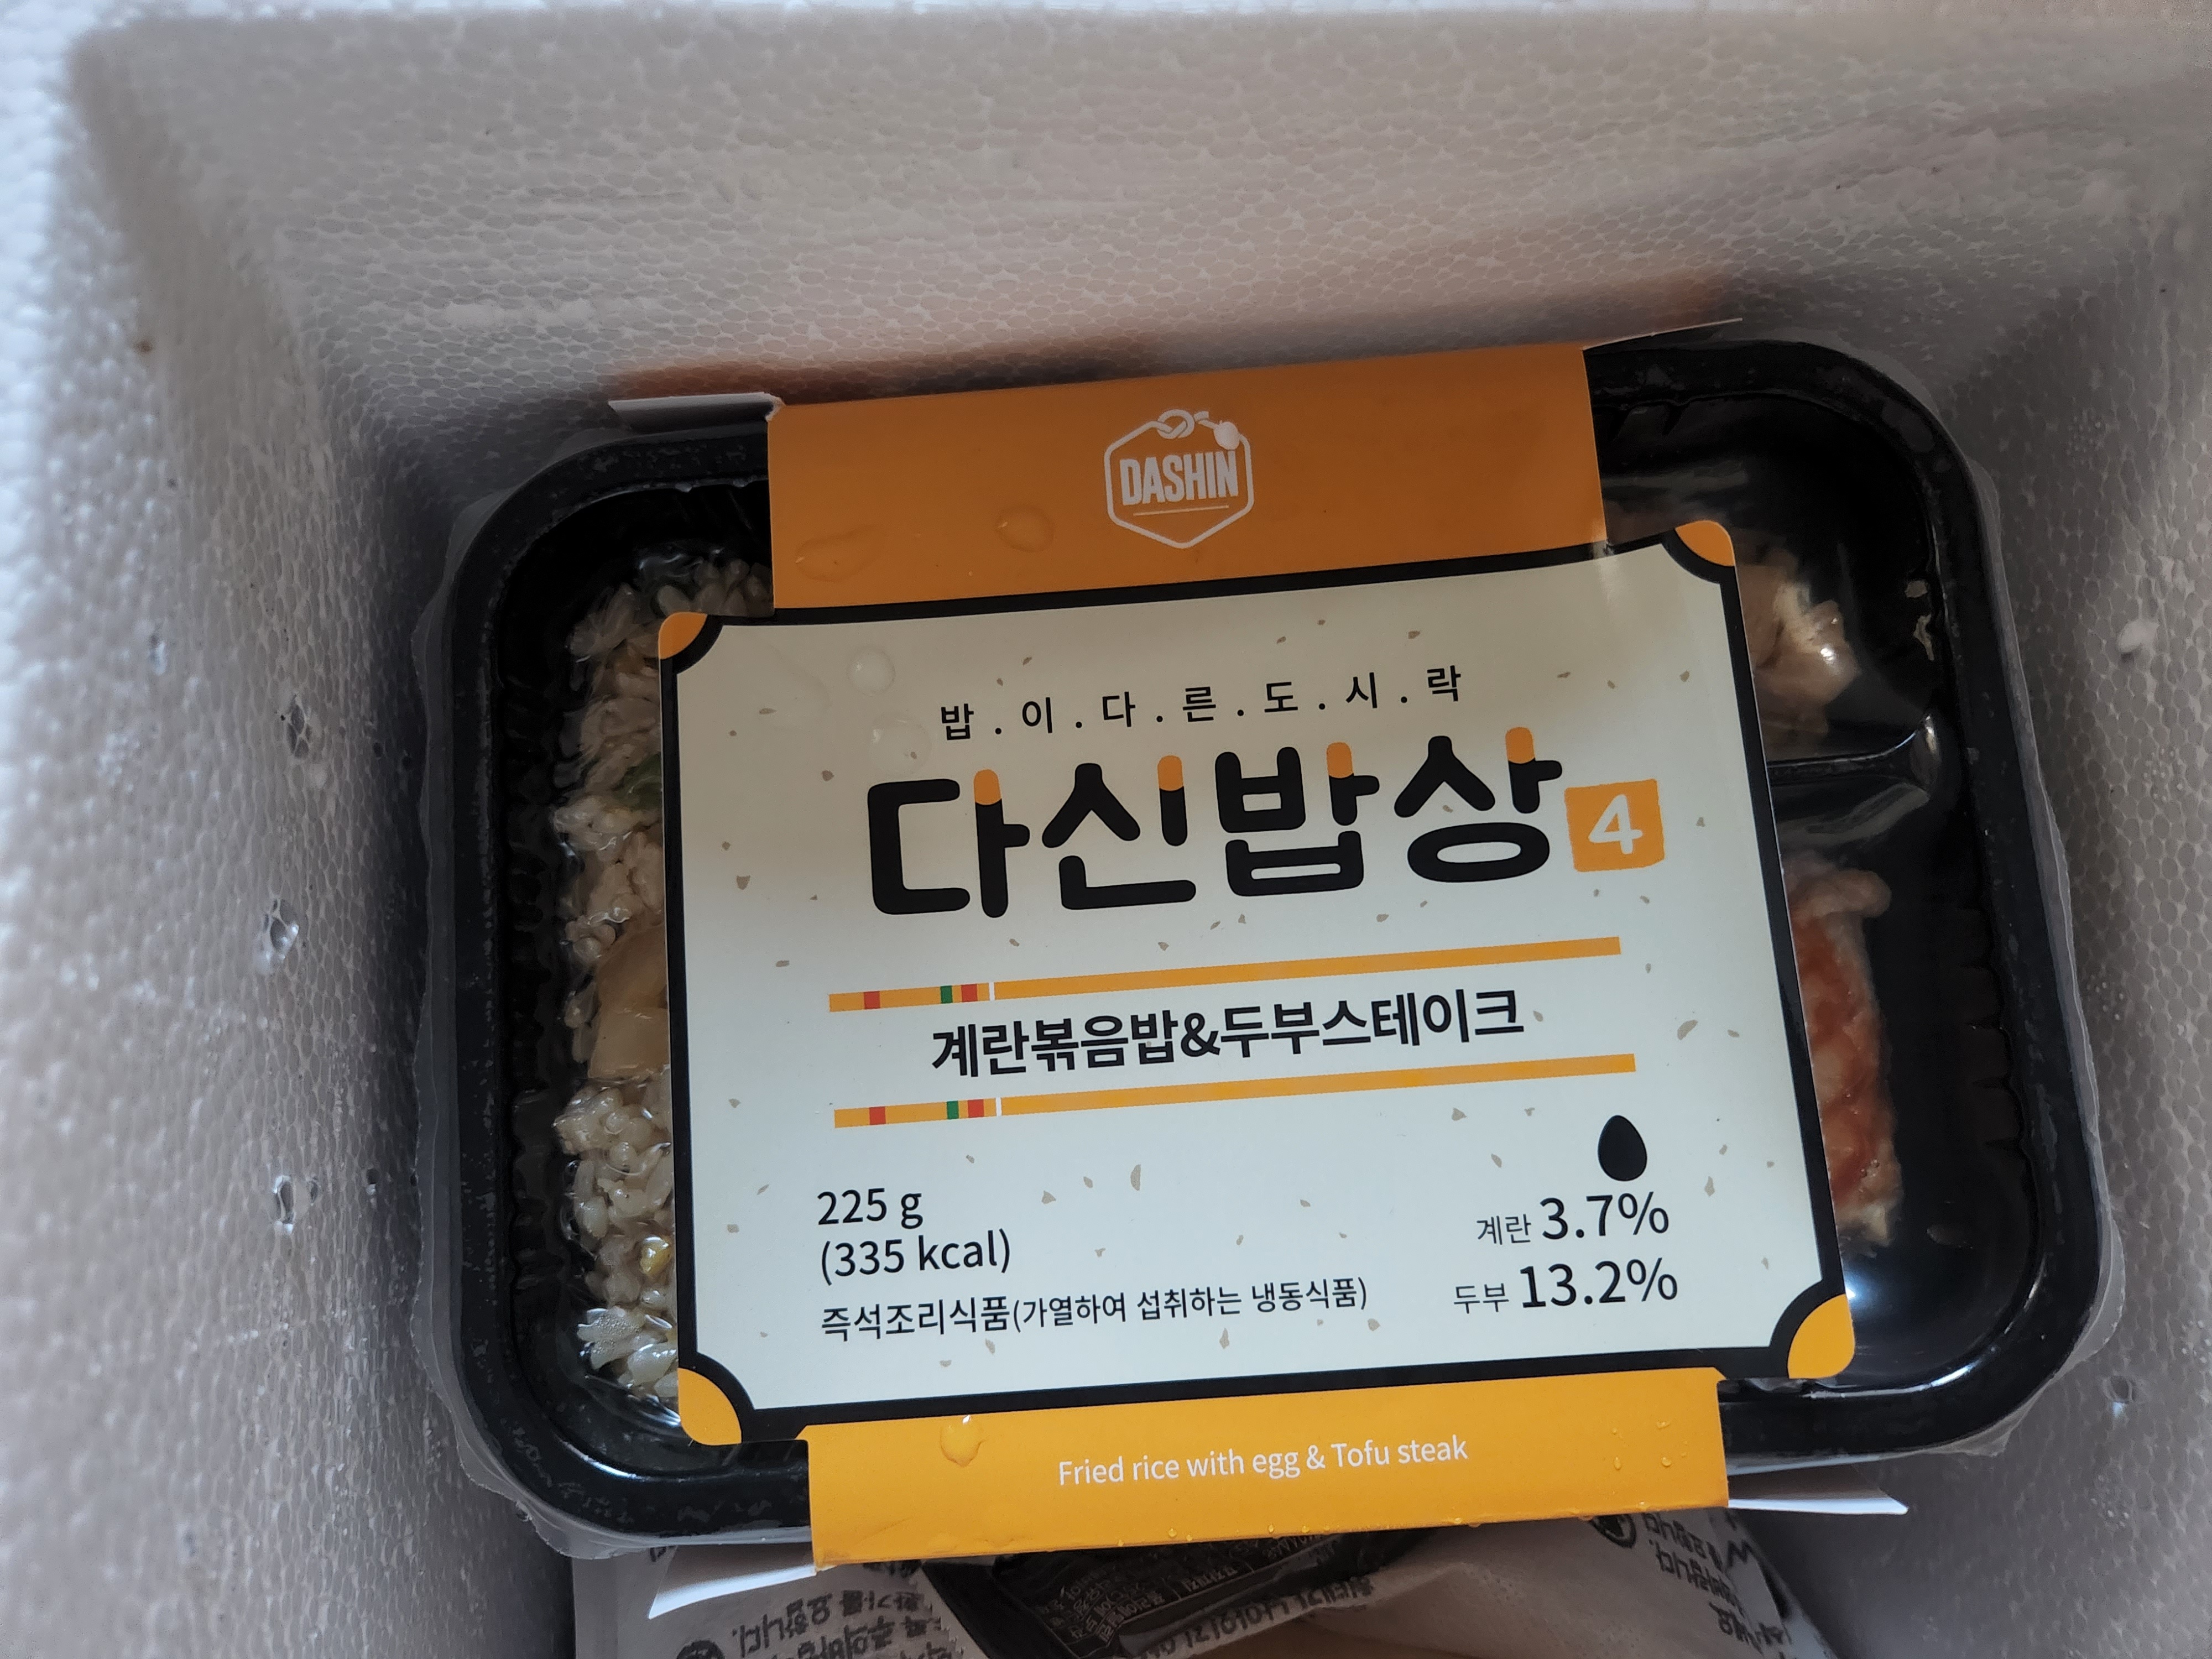 DASHIN
밥.이.다.른.도.시.락
다신밥상 4
계란볶음밥&두부스테이크
225 g
(335 kcal)
즉석조리식품(가열하여 섭취하는 냉동식품)
계란 3.7%
두부 13.2%
Fried rice with egg & Tofu steak